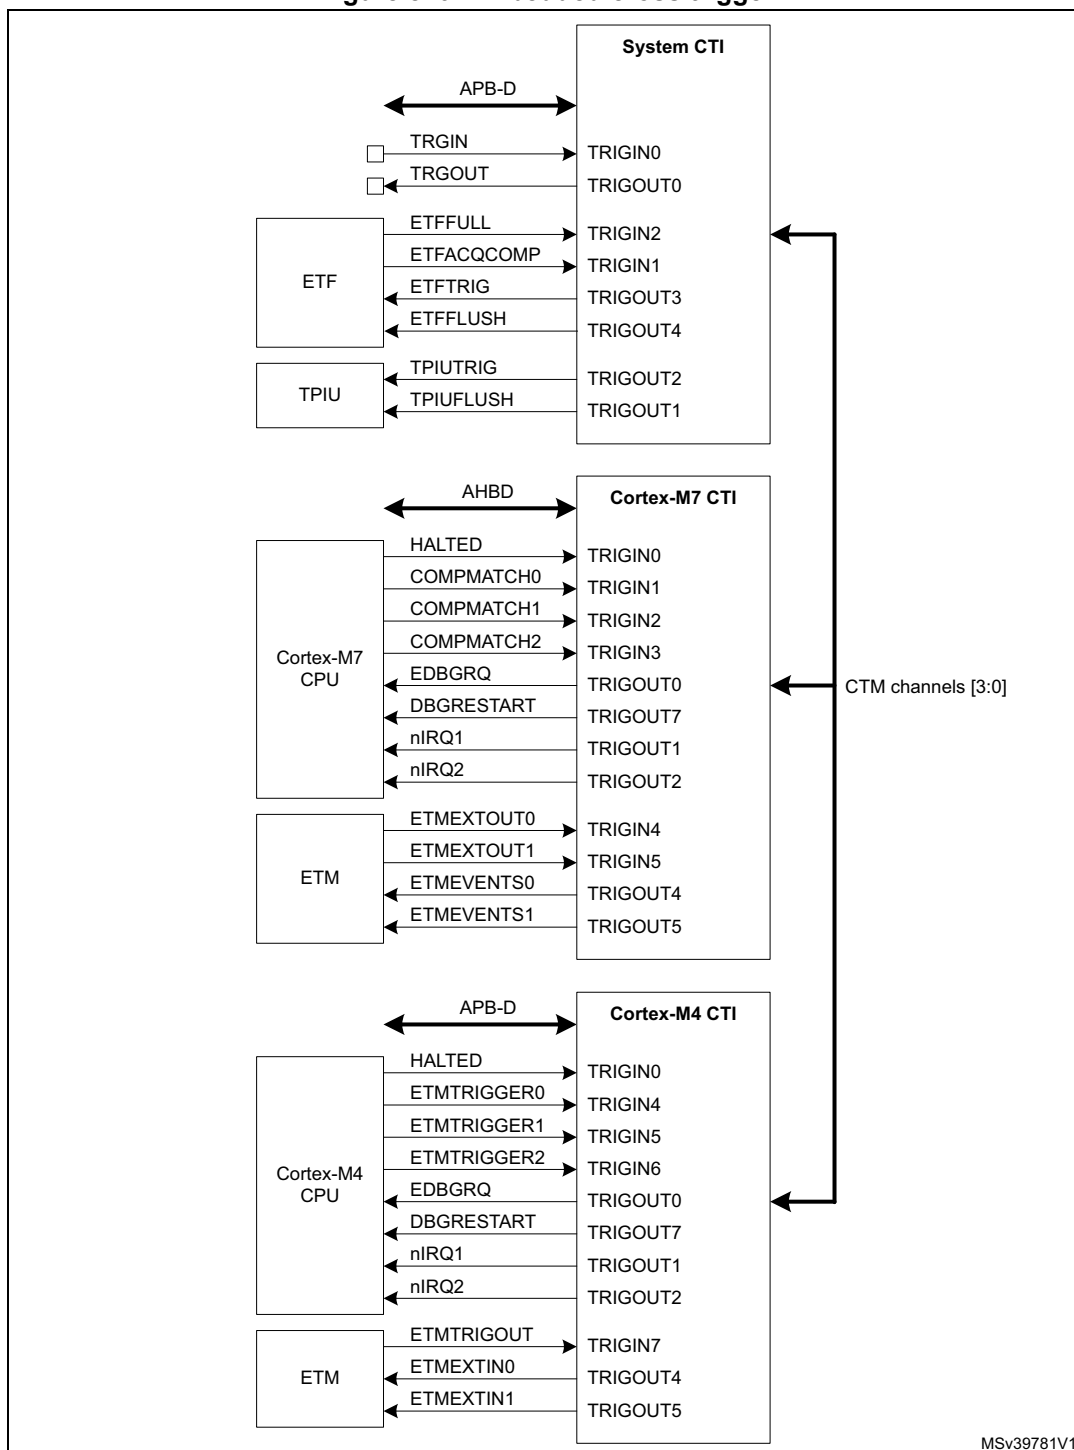 System CTI
APB-D
TRGIN
TRIGIN0
TRGOUT
TRIGOUT0
ETF
ETFFULL
TRIGIN2
ETFACQCOMP
TRIGIN1
ETFTRIG
TRIGOUT3
ETFFLUSH
TRIGOUT4
TPIU
TPIUTRIG
TRIGOUT2
TPIUFLUSH
TRIGOUT1
Cortex-M7 CTI
AHBD
Cortex-M7
CPU
HALTED
TRIGIN0
COMPMATCH0
TRIGIN1
COMPMATCH1
TRIGIN2
COMPMATCH2
TRIGIN3
EDBGRQ
TRIGOUT0
DBGRESTART
TRIGOUT7
nIRQ1
TRIGOUT1
nIRQ2
TRIGOUT2
CTM channels [3:0]
ETM
ETMEXTOUT0
TRIGIN4
ETMEXTOUT1
TRIGIN5
ETMEVENTS0
TRIGOUT4
ETMEVENTS1
TRIGOUT5
Cortex-M4 CTI
APB-D
Cortex-M4
CPU
HALTED
TRIGIN0
ETMTRIGGER0
TRIGIN4
ETMTRIGGER1
TRIGIN5
ETMTRIGGER2
TRIGIN6
EDBGRQ
TRIGOUT0
DBGRESTART
TRIGOUT7
nIRQ1
TRIGOUT1
nIRQ2
TRIGOUT2
ETM
ETMTRIGOUT
TRIGIN7
ETMEXTIN0
TRIGOUT4
ETMEXTIN1
TRIGOUT5
MSv39781V1